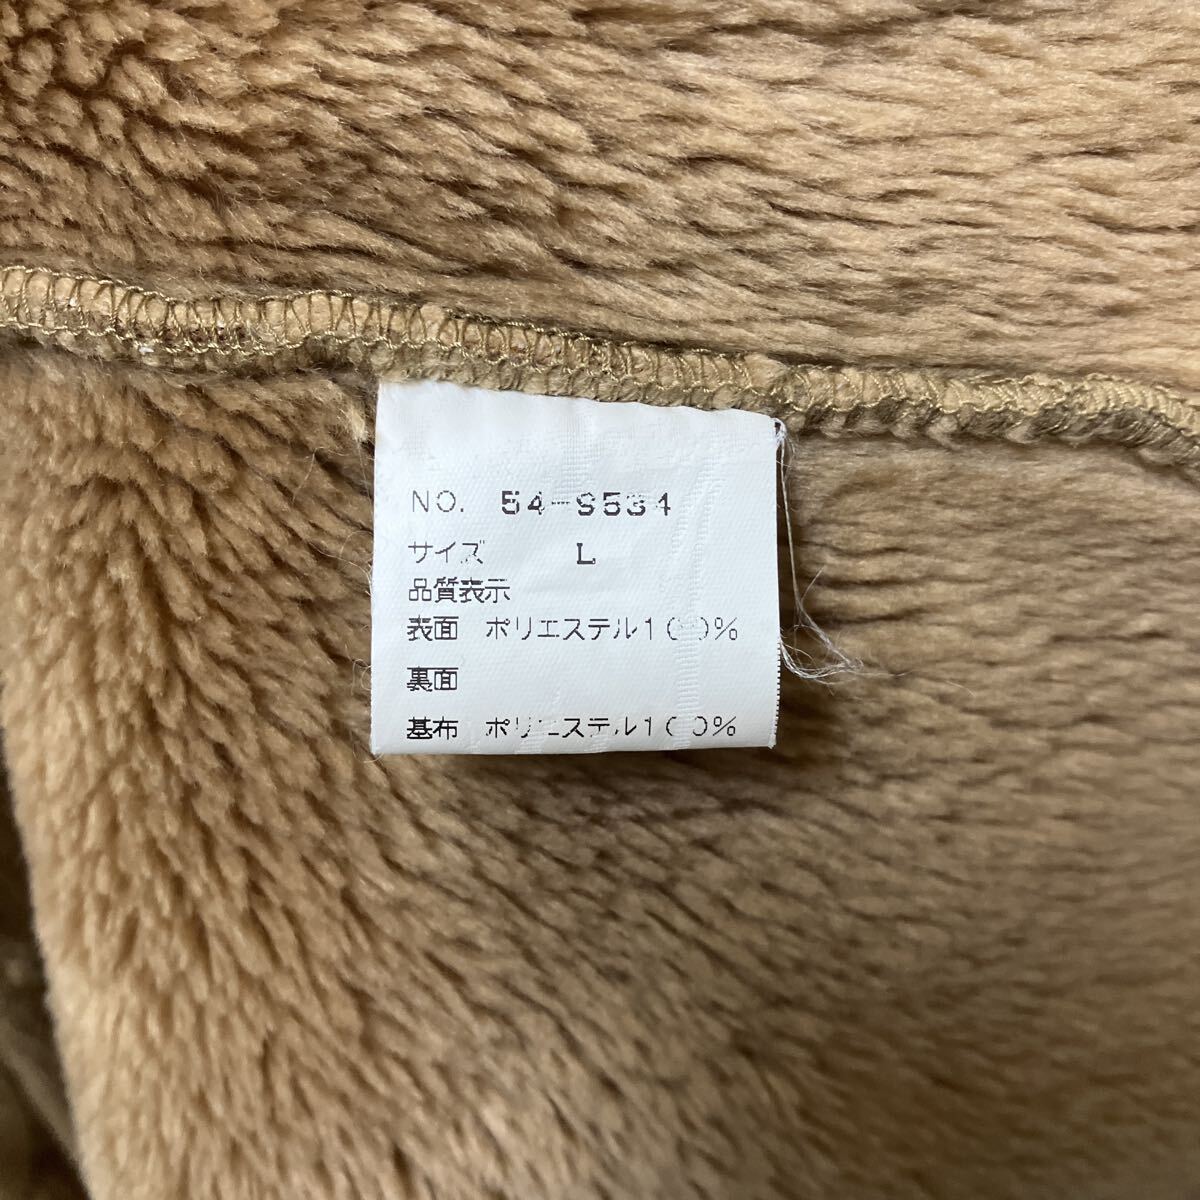 NO. 54-S534
サイズ L
品質表示
表面 ポリエステル100%
裏面
基布 ポリエステル100%